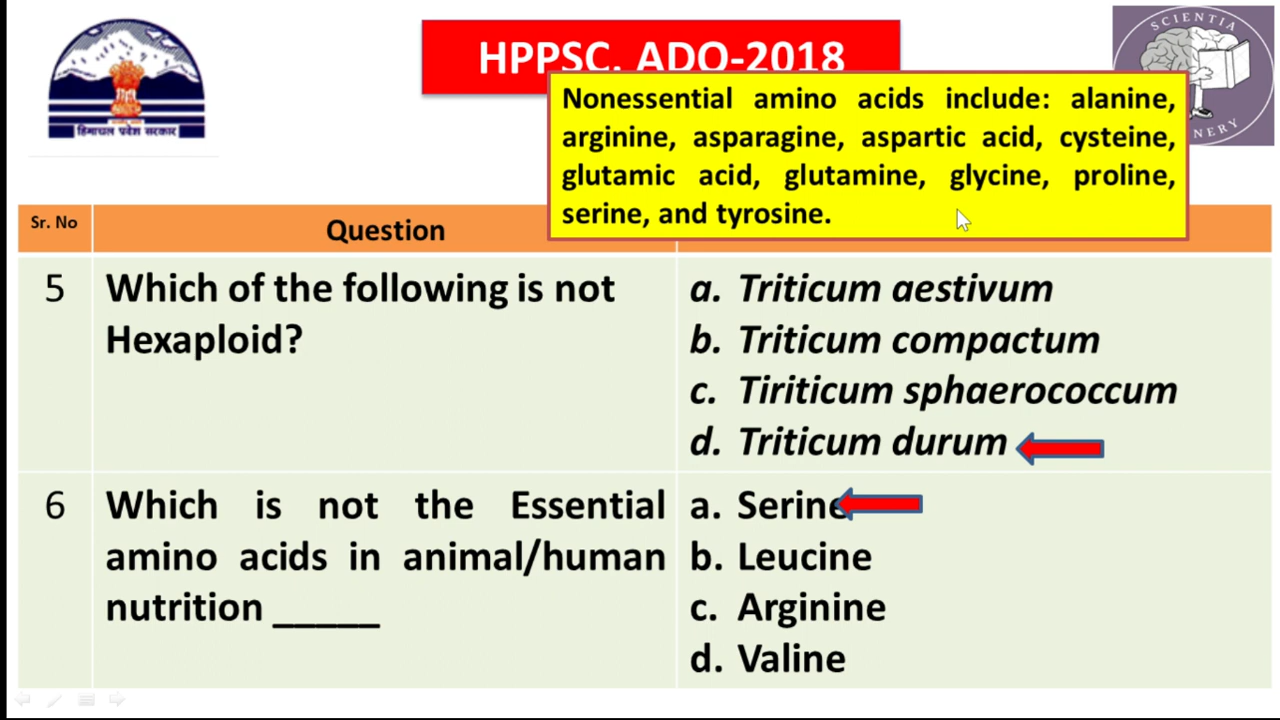 हिमाचल प्रदेश सरकार
SCIENTIA
NERY
HPPSC. ADO-2018
Nonessential amino acids include: alanine,
arginine, asparagine, aspartic acid, cysteine,
glutamic acid, glutamine, glycine, proline,
serine, and tyrosine.
Sr. No
Question
5
Which of the following is not
Hexaploid?
a. Triticum aestivum
b. Triticum compactum
c. Tiriticum sphaerococcum
d. Triticum durum
6
Which is not the Essential
amino acids in animal/human
nutrition _____
a. Serine
b. Leucine
c. Arginine
d. Valine